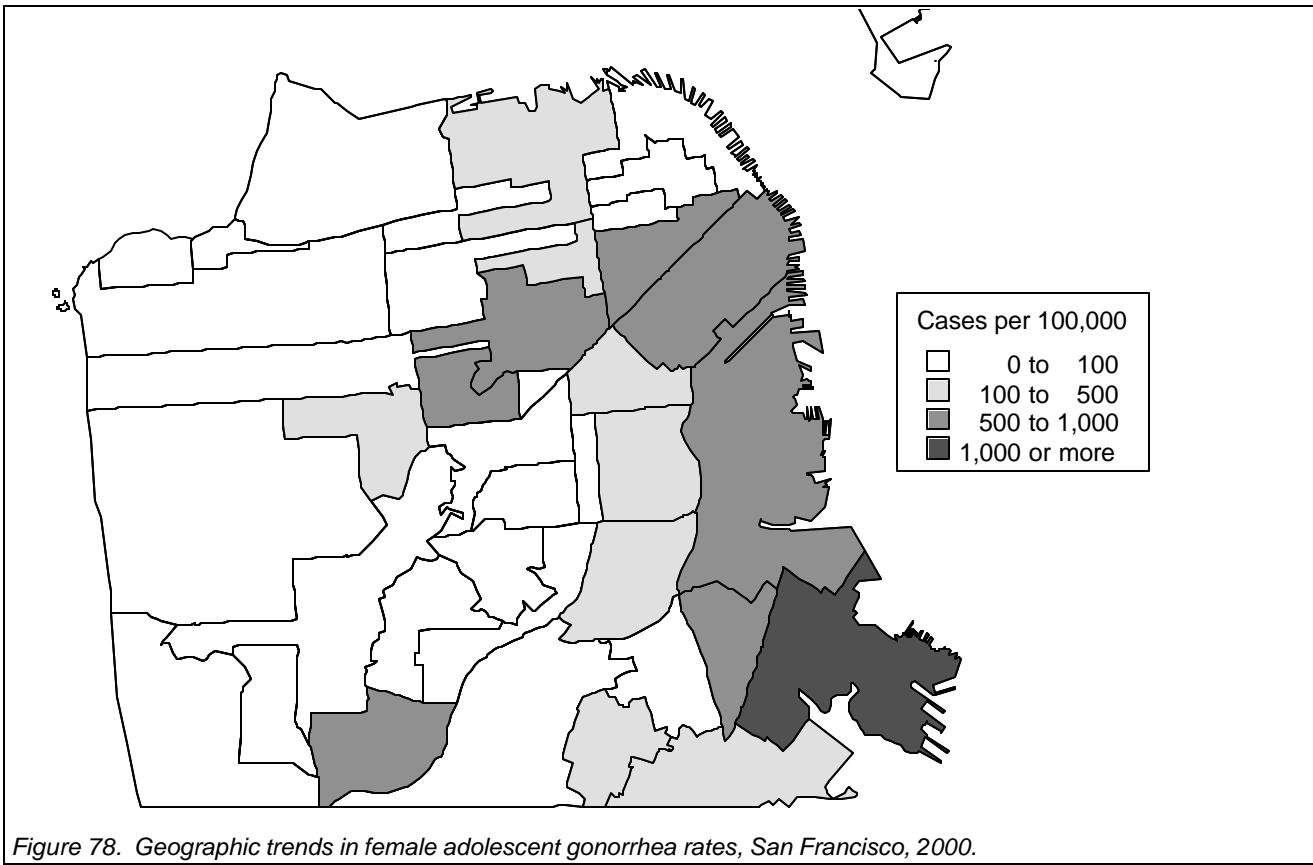 Cases per 100,000
0 to 100
100 to 500
500 to 1,000
1,000 or more
Figure 78. Geographic trends in female adolescent gonorrhea rates, San Francisco, 2000.